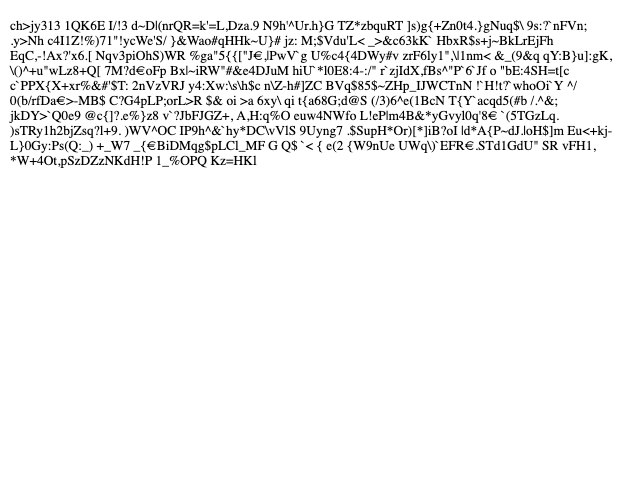 ch>jy313 1QK6E I/!3 d~D|(nrQR=k'=L,Dza.9 N9h'^Ur.h}G TZ*zbquRT ]s)g{+Zn0t4.}gNuq$\ 9s:?`nFVn;
.y>Nh c4I1Z!%)71"!ycWe'S/ }&Wao#qHHk~U}# jz: M;$Vdu'L< _>&c63kK` HbxR$s+j~BkLrEjFh
EqC,-!Ax?'x6.[ Nqv3piOhS)WR %ga"5{{["J€,|PwV`g U%c4{4DWy#v zrF6ly1",\l1nm< &_(9&q qY:B}u]:gK,
\()^+u"wLz8+Q[ 7M?d€oFp Bx|~iRW"#&e4DJuM hiU`*l0E8:4-:/" r`zjIdX,fBs^"P`6`Jf o "bE:4SH=t[c
c`PPX{X+xr%&#'$T: 2nVzVRJ y4:Xw:\s\h$c n\Z-h#]ZC BVq$85$~ZHp_IJWCTnN !`H!t?`whoOi`Y ^/
0(b/rfDa€>-MB$ C?G4pLP;orL>R $& oi >a 6xy\ qi t{a68G;d@S (/3)6^e(1BcN T{Y`acqd5(#b /.^&;
jkDY>`Q0e9 @c{]?.e%}z8 v`?JbFJGZ+, A,H:q%O euw4NWfo L!eP|m4B&*yGvyl0q'8€ `(5TGzLq.
)sTRy1h2bjZsq?l+9. )WV^OC IP9h^&`hy*DC\vVlS 9Uyng7 .$SupH*Or)[*]iB?oI |d*A{P~dJ.|oH$]m Eu<+kj-
L}0Gy:Ps(Q:_) +_W7 _{€BiDMqg$pLCl_MF G Q$ `< { e(2 {W9nUe UWq\)`EFR€.STd1GdU" SR vFH1,
*W+4Ot,pSzDZzNKdH!P 1_%OPQ Kz=HKl